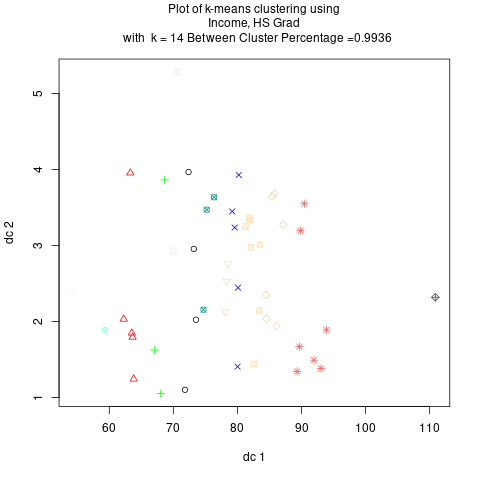 Plot of k-means clustering using
Income, HS Grad
with  k = 14 Between Cluster Percentage =0.9936
5
4
3
2
1
dc 2
60 70 80 90 100 110
dc 1